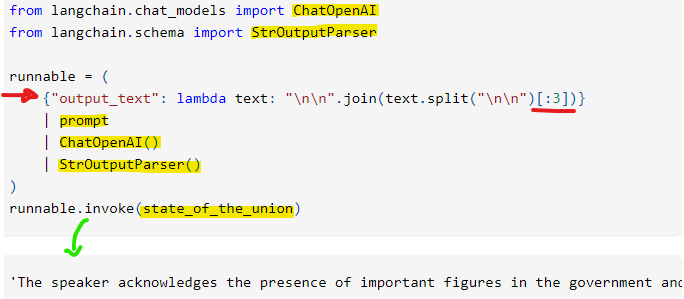 from langchain.chat_models import ChatOpenAI
from langchain.schema import StrOutputParser
runnable = (
{"output_text": lambda text: "\n\n".join(text.split("\n\n")[:3])}
| prompt
| ChatOpenAI()
| StrOutputParser()
)
runnable.invoke(state_of_the_union)
'The speaker acknowledges the presence of important figures in the government and